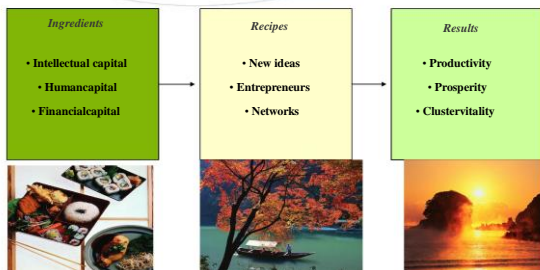 Ingredients
• Intellectual capital
• Humancapital
• Financialcapital
Recipes
• New ideas
• Entrepreneurs
• Networks
Results
• Productivity
• Prosperity
• Clustervitality